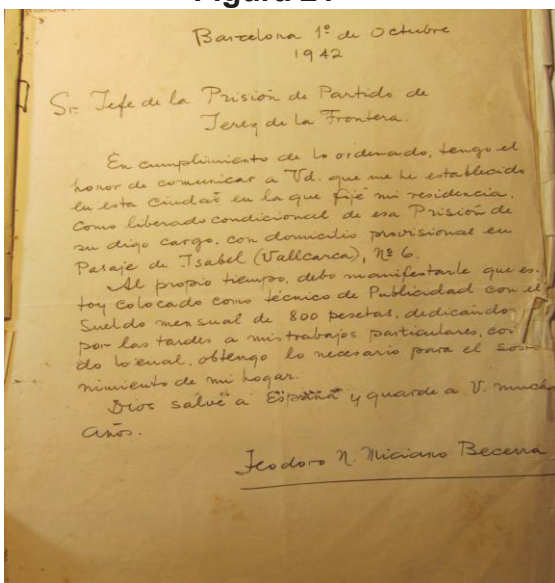 Barcelona 1º de Octubre
1942
Sr. Jefe de la Prisión de Partido de
Jerez de la Frontera.
En cumplimiento de lo ordenado, tengo el
honor de comunicar a Vd. que me he establecido
en esta Ciudad en la que fijé mi residencia,
como liberado condicional de esa Prisión de
su digo cargo, con domicilio provisional en
Pasaje de Isabel (Vallcarca), Nº 6.
Al propio tiempo, debo manifestarle que es-
toy colocado como técnico de Publicidad con el
Sueldo mensual de 800 pesetas, dedicando
por las tardes a mis trabajos particulares, con
do lo cual, obtengo lo necesario para el sos-
nimiento de mi hogar.
Dios salve a España y guarde a V. muchos
años.
Teodoro N. Miciano Becerra